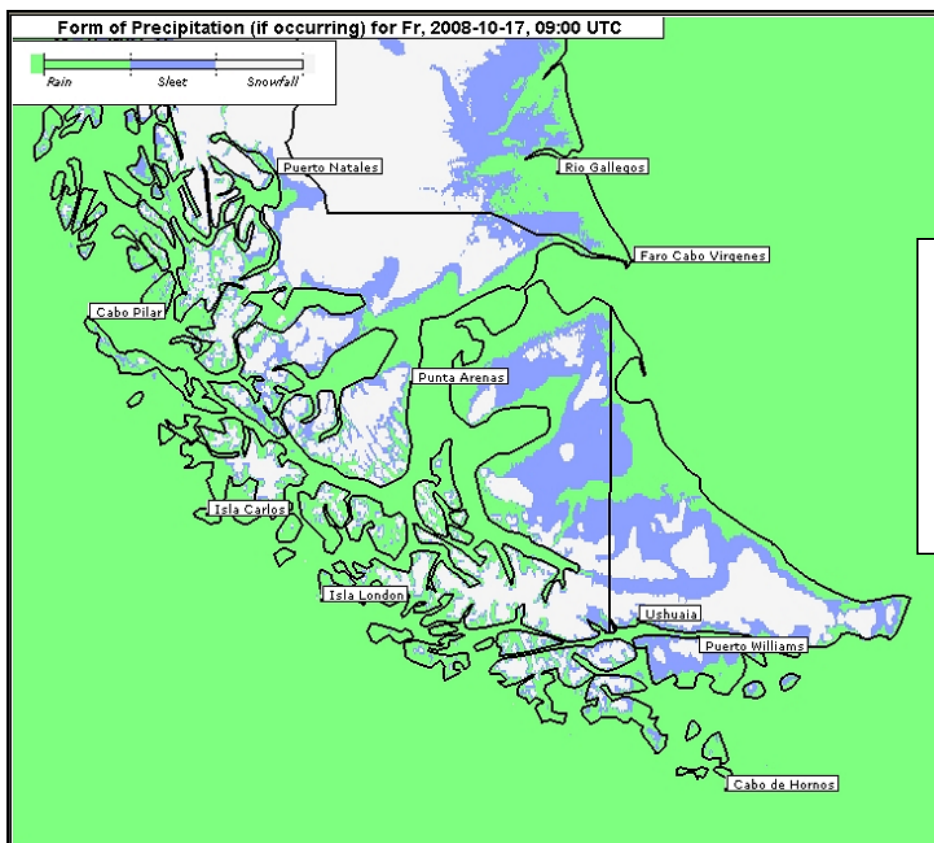 Form of Precipitation (if occurring) for Fr, 2008-10-17, 09:00 UTC
Rain Sleet Snowfall
Puerto Natales
Rio Gallegos
Faro Cabo Virgenes
Cabo Pilar
Punta Arenas
Isla Carlos
Isla London
Ushuaia
Puerto Williams
Cabo de Hornos